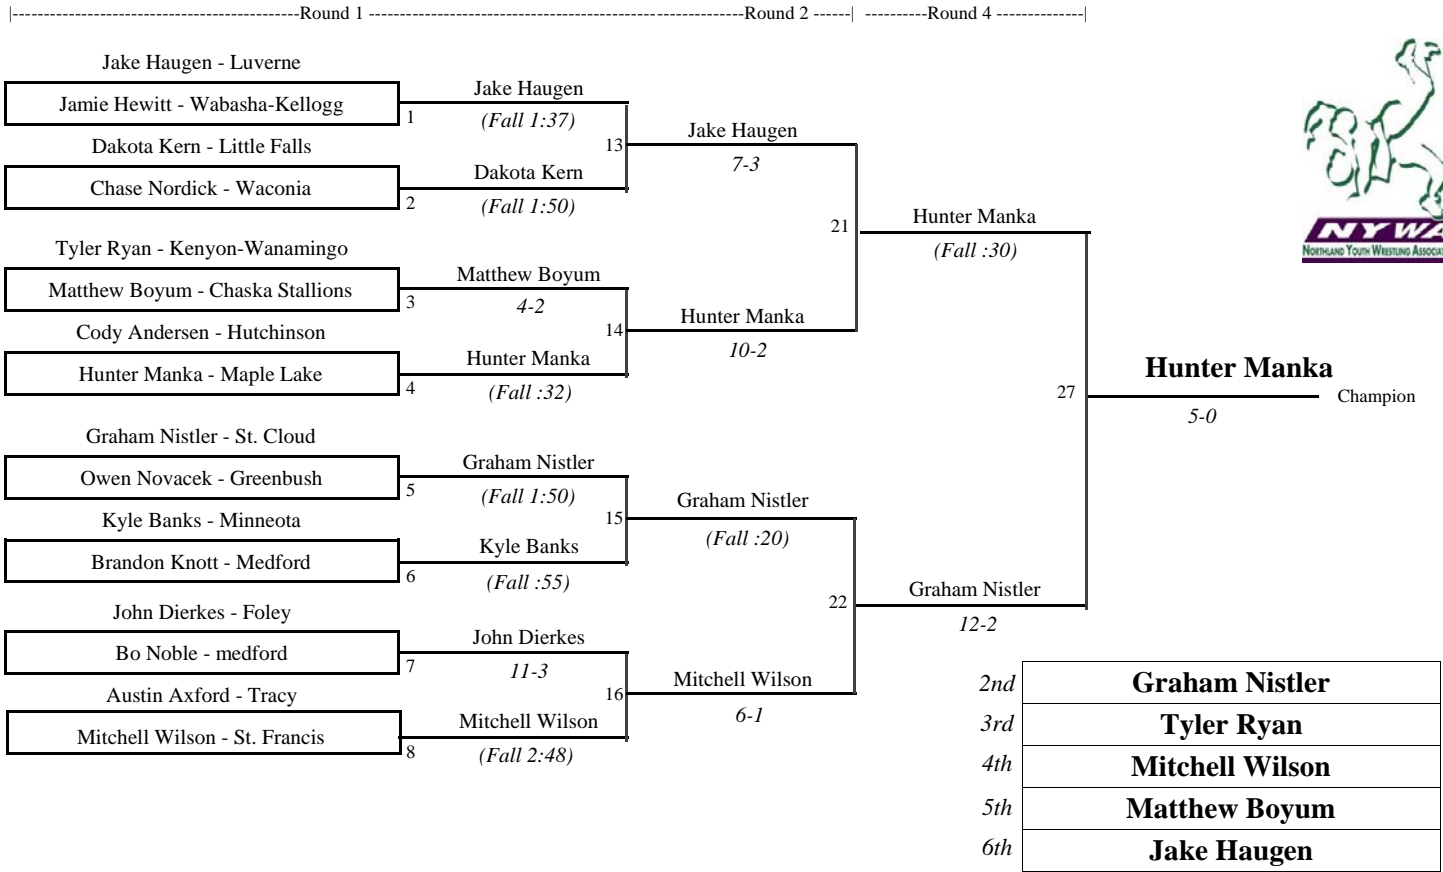 |----------------------------------------------Round 1 ------------------------------------------------------------Round 2 ------| ----------Round 4 --------------|
Jake Haugen - Luverne
Jamie Hewitt - Wabasha-Kellogg
1
Jake Haugen
(Fall 1:37)
Dakota Kern - Little Falls
Chase Nordick - Waconia
2
Dakota Kern
(Fall 1:50)
13
Jake Haugen
7-3
Tyler Ryan - Kenyon-Wanamingo
Matthew Boyum - Chaska Stallions
3
Matthew Boyum
4-2
Cody Andersen - Hutchinson
Hunter Manka - Maple Lake
4
Hunter Manka
(Fall :32)
14
Hunter Manka
10-2
21
Hunter Manka
(Fall :30)
Graham Nistler - St. Cloud
Owen Novacek - Greenbush
5
Graham Nistler
(Fall 1:50)
Kyle Banks - Minneota
Brandon Knott - Medford
6
Kyle Banks
(Fall :55)
15
Graham Nistler
(Fall :20)
John Dierkes - Foley
Bo Noble - medford
7
John Dierkes
11-3
Austin Axford - Tracy
Mitchell Wilson - St. Francis
8
Mitchell Wilson
(Fall 2:48)
16
Mitchell Wilson
6-1
22
Graham Nistler
12-2
27
Hunter Manka
Champion
5-0
NYWA
NORTHLAND YOUTH WRESTLING ASSOCIAT
2nd Graham Nistler
3rd Tyler Ryan
4th Mitchell Wilson
5th Matthew Boyum
6th Jake Haugen